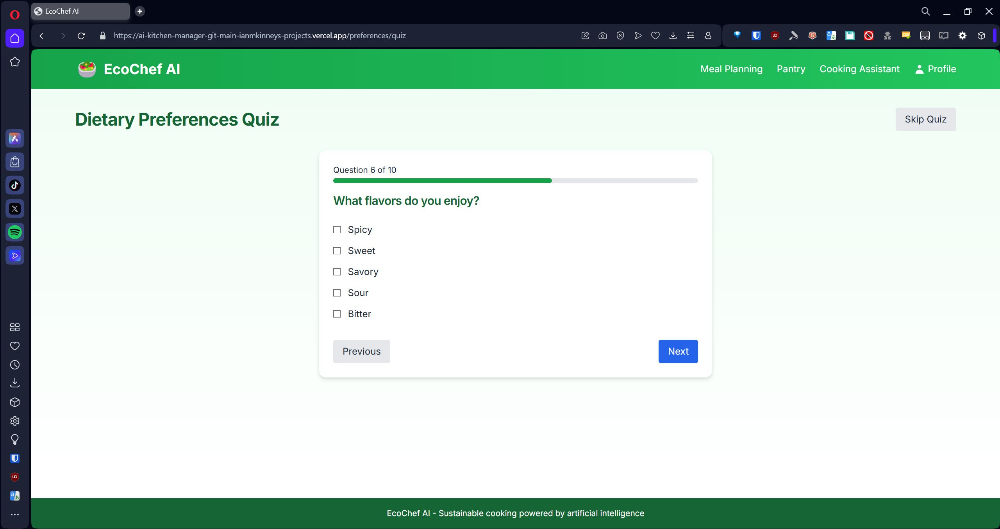 EcoChef AI
https://ai-kitchen-manager-git-main-ianmkinneys-projects.vercel.app/preferences/quiz
EcoChef AI
Meal Planning
Pantry
Cooking Assistant
Profile
Dietary Preferences Quiz
Skip Quiz
Question 6 of 10
What flavors do you enjoy?
Spicy
Sweet
Savory
Sour
Bitter
Previous
Next
EcoChef AI - Sustainable cooking powered by artificial intelligence